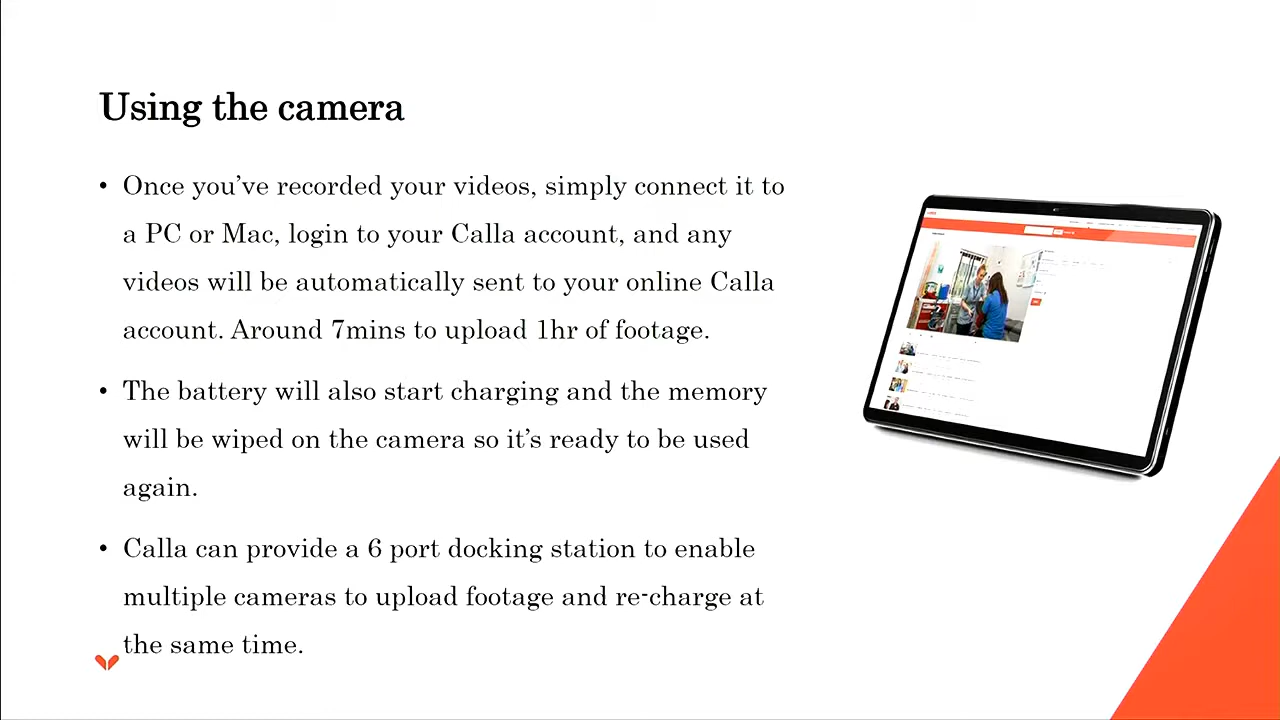 Using the camera
• Once you’ve recorded your videos, simply connect it to
a PC or Mac, login to your Calla account, and any
videos will be automatically sent to your online Calla
account. Around 7mins to upload 1hr of footage.
• The battery will also start charging and the memory
will be wiped on the camera so it’s ready to be used
again.
• Calla can provide a 6 port docking station to enable
multiple cameras to upload footage and re-charge at
the same time.